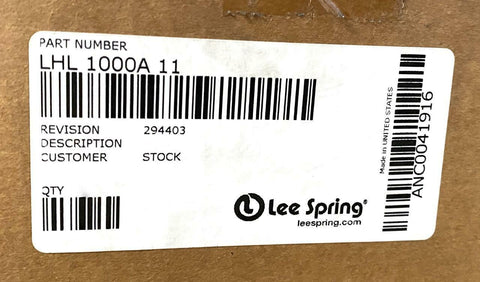 PART NUMBER
LHL 1000A 11
REVISION 294403
DESCRIPTION
CUSTOMER STOCK
QTY
Lee Spring®
leespring.com
Made in UNITED STATES
ANC0041916